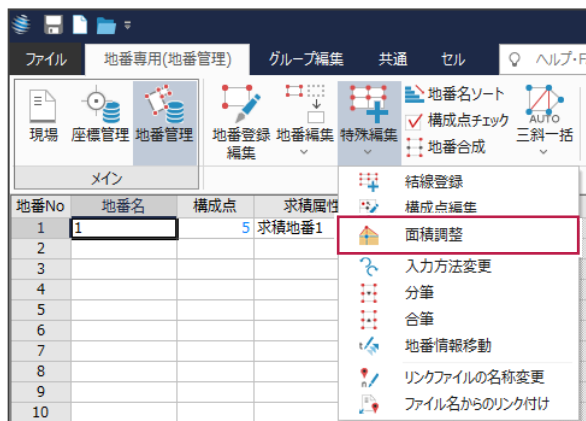 ファイル 地番専用(地番管理) グループ編集 共通 セル ヘルプ・F
現場 座標管理 地番管理 地番登録編集 地番編集 特殊編集 地番名ソート 構成点チェック 地番合成 AUTO 三斜一括
メイン
地番No 地番名 構成点 求積属性
1 1 5 求積地番1
2
3
4
5
6
7
8
9
10
結線登録
構成点編集
面積調整
入力方法変更
分筆
合筆
地番情報移動
リンクファイルの名称変更
ファイル名からのリンク付け